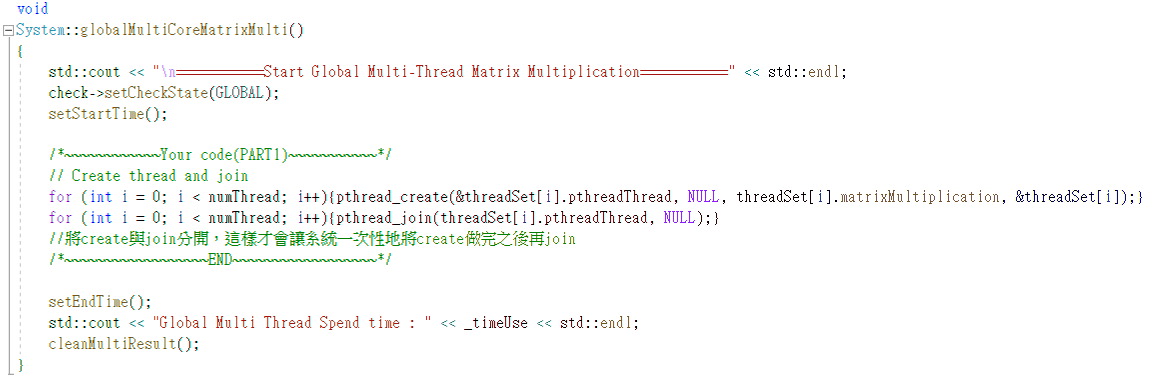 void
System::globalMultiCoreMatrixMulti()
{
std::cout << "\n===========Start Global Multi-Thread Matrix Multiplication===========" << std::endl;
check->setCheckState(GLOBAL);
setStartTime();
/*~~~~~~~~~~~~Your code(PART1)~~~~~~~~~~~*/
// Create thread and join
for (int i = 0; i < numThread; i++){pthread_create(&threadSet[i].pthreadThread, NULL, threadSet[i].matrixMultiplication, &threadSet[i]);}
for (int i = 0; i < numThread; i++){pthread_join(threadSet[i].pthreadThread, NULL);}
//將create與join分開，這樣才會讓系統一次性地將create做完之後再join
/*~~~~~~~~~~~~~~~~~~END~~~~~~~~~~~~~~~~~~*/
setEndTime();
std::cout << "Global Multi Thread Spend time : " << _timeUse << std::endl;
cleanMultiResult();
}